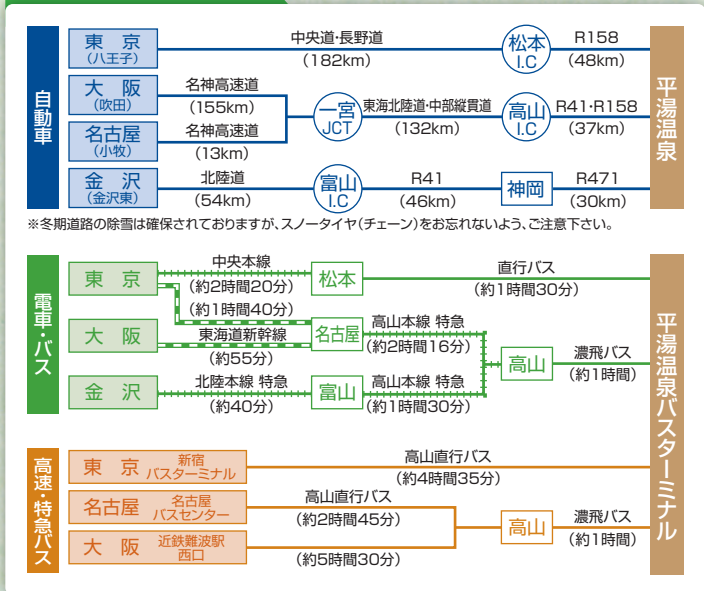 自動車
東 京
(八王子)
中央道・長野道
(182km)
松本
I.C
R158
(48km)
大 阪
(吹田)
名神高速道
(155km)
名古屋
(小牧)
名神高速道
(13km)
一宮
JCT
東海北陸道・中部縦貫道
(132km)
高山
I.C
R41・R158
(37km)
金 沢
(金沢東)
北陸道
(54km)
富山
I.C
R41
(46km)
神岡
R471
(30km)
平湯温泉
※冬期道路の除雪は確保されておりますが、スノータイヤ(チェーン)をお忘れないよう、ご注意下さい。
電車・バス
東 京
中央本線
(約2時間20分)
松本
直行バス
(約1時間30分)
(約1時間40分)
大 阪
東海道新幹線
(約55分)
名古屋
高山本線 特急
(約2時間16分)
金 沢
北陸本線 特急
(約40分)
富山
高山本線 特急
(約1時間30分)
高山
濃飛バス
(約1時間)
高速・特急バス
東 京
新宿
バスターミナル
高山直行バス
(約4時間35分)
名古屋
名古屋
バスセンター
高山直行バス
(約2時間45分)
大 阪
近鉄難波駅
西口
(約5時間30分)
高山
濃飛バス
(約1時間)
平湯温泉バスターミナル